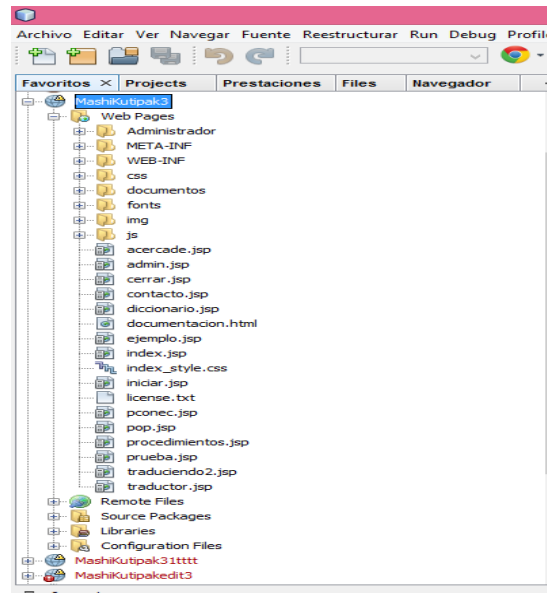 Archivo Editar Ver Navegar Fuente Reestructurar Run Debug Profile
Favoritos Projects Prestaciones Files Navegador
MashiKutipak3
Web Pages
Administrador
META-INF
WEB-INF
css
documentos
fonts
img
js
acercade.jsp
admin.jsp
cerrar.jsp
contacto.jsp
diccionario.jsp
documentacion.html
ejemplo.jsp
index.jsp
index_style.css
iniciar.jsp
license.txt
pconec.jsp
pop.jsp
procedimientos.jsp
prueba.jsp
traduciendo2.jsp
traductor.jsp
Remote Files
Source Packages
Libraries
Configuration Files
MashiKutipak31tttt
MashiKutipakedit3